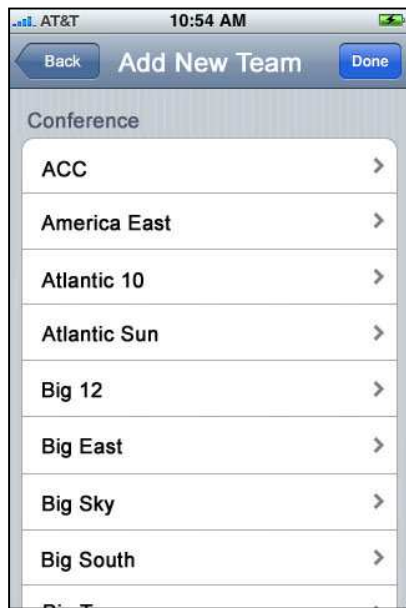 AT&T 10:54 AM
Back Add New Team Done
Conference
ACC
America East
Atlantic 10
Atlantic Sun
Big 12
Big East
Big Sky
Big South